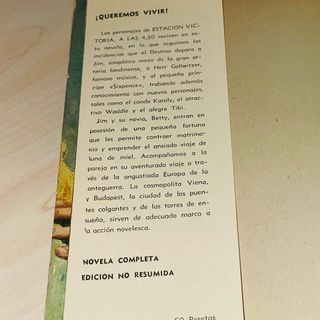 ¡QUEREMOS VIVIR!
Los personajes de ESTACION VIC-
TORIA, A LAS 4,30 reviven en es-
ta novela, en la que seguimos las
incidencias que el Destino depara a
Jim, simpático mozo de la gran ar-
teria londinense, a Herr Gollwitzer,
famoso músico, y al pequeño prín-
cipe «Sixpence», trabando además
conocimiento con nuevos personajes,
tales como el conde Karoly, el atrac-
tivo Waddle y el alegre Tibi.
Jim y su novia, Betty, entran en
posesión de una pequeña fortuna
que les permite contraer matrimo-
nio y emprender el ansiado viaje de
luna de miel. Acompañamos a la
pareja en su aventurado viaje a tra-
vés de la angustiada Europa de la
anteguerra. La cosmopolita Viena,
y Budapest, la ciudad de los puen-
tes colgantes y de las torres de en-
sueño, sirven de adecuado marco a
la acción novelesca.
NOVELA COMPLETA
EDICION NO RESUMIDA
50 Pesetas